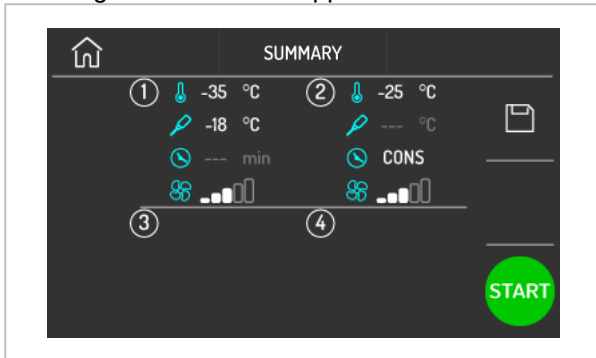 SUMMARY
1 -35 °C 2 -25 °C
-18 °C --- °C
--- min CONS
3 4
START